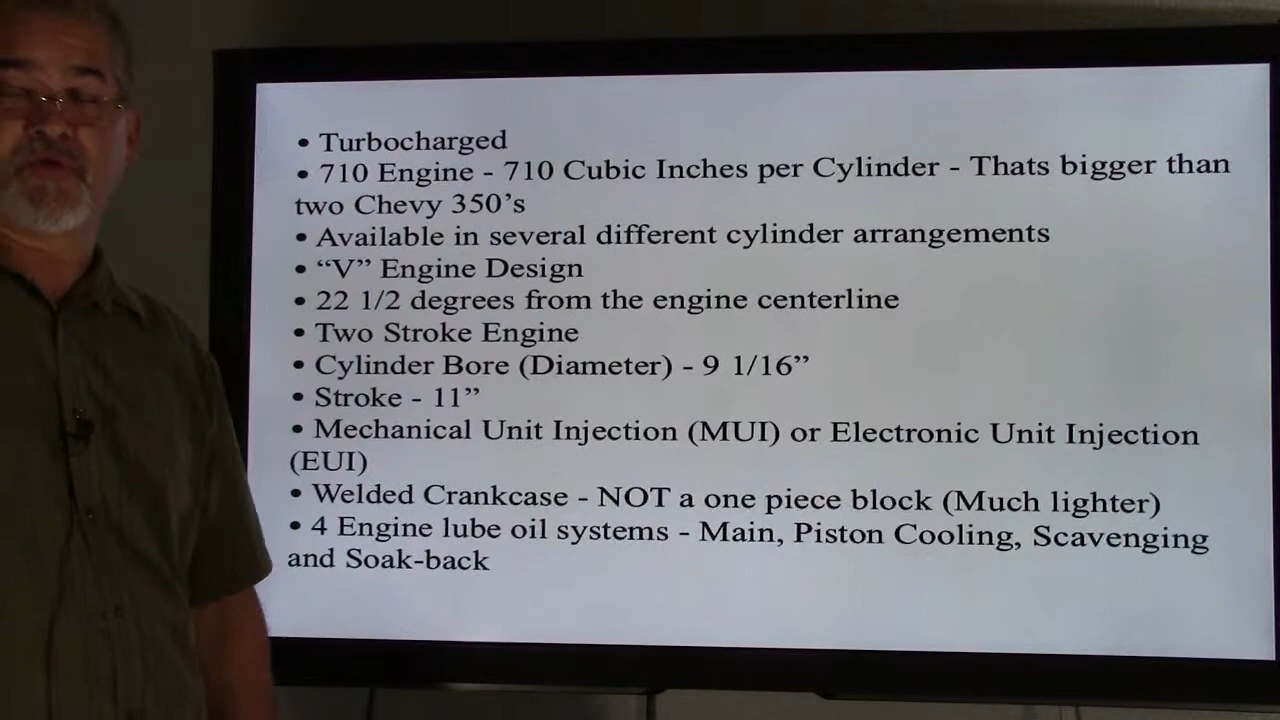 • Turbocharged
• 710 Engine - 710 Cubic Inches per Cylinder - Thats bigger than
two Chevy 350’s
• Available in several different cylinder arrangements
• “V” Engine Design
• 22 1/2 degrees from the engine centerline
• Two Stroke Engine
• Cylinder Bore (Diameter) - 9 1/16”
• Stroke - 11”
• Mechanical Unit Injection (MUI) or Electronic Unit Injection
(EUI)
• Welded Crankcase - NOT a one piece block (Much lighter)
• 4 Engine lube oil systems - Main, Piston Cooling, Scavenging
and Soak-back